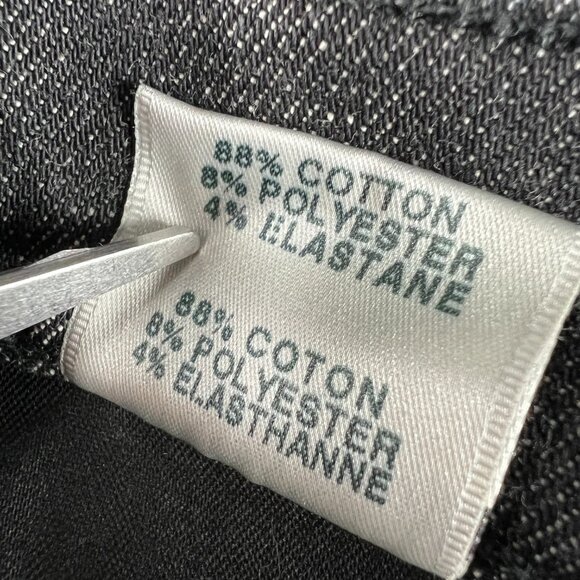 88% COTTON
8% POLYESTER
4% ELASTANE
88% COTON
8% POLYESTER
4% ELASTHANNE